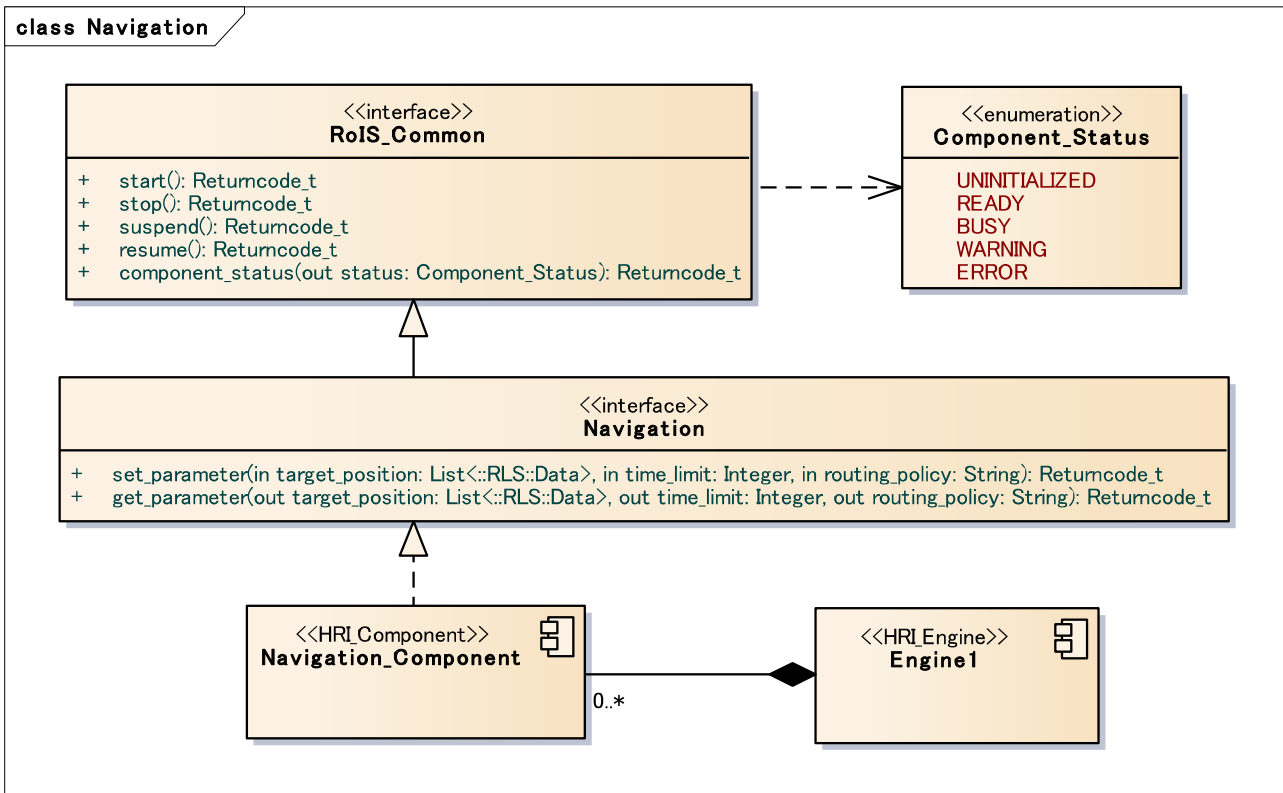 class Navigation
<<interface>>
RoIS_Common
+ start(): Returncode_t
+ stop(): Returncode_t
+ suspend(): Returncode_t
+ resume(): Returncode_t
+ component_status(out status: Component_Status): Returncode_t
<<enumeration>>
Component_Status
UNINITIALIZED
READY
BUSY
WARNING
ERROR
<<interface>>
Navigation
+ set_parameter(in target_position: List<::RLS::Data>, in time_limit: Integer, in routing_policy: String): Returncode_t
+ get_parameter(out target_position: List<::RLS::Data>, out time_limit: Integer, out routing_policy: String): Returncode_t
<<HRI_Component>>
Navigation_Component
0..*
<<HRI_Engine>>
Engine1